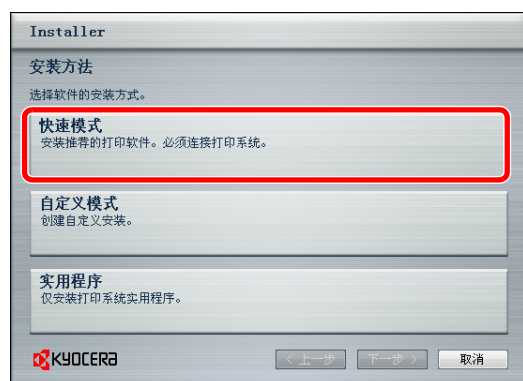 Installer
安装方法
选择软件的安装方式。
快速模式
安装推荐的打印软件。必须连接打印系统。
自定义模式
创建自定义安装。
实用程序
仅安装打印系统实用程序。
KYOCERA
< 上一步
下一步 >
取消